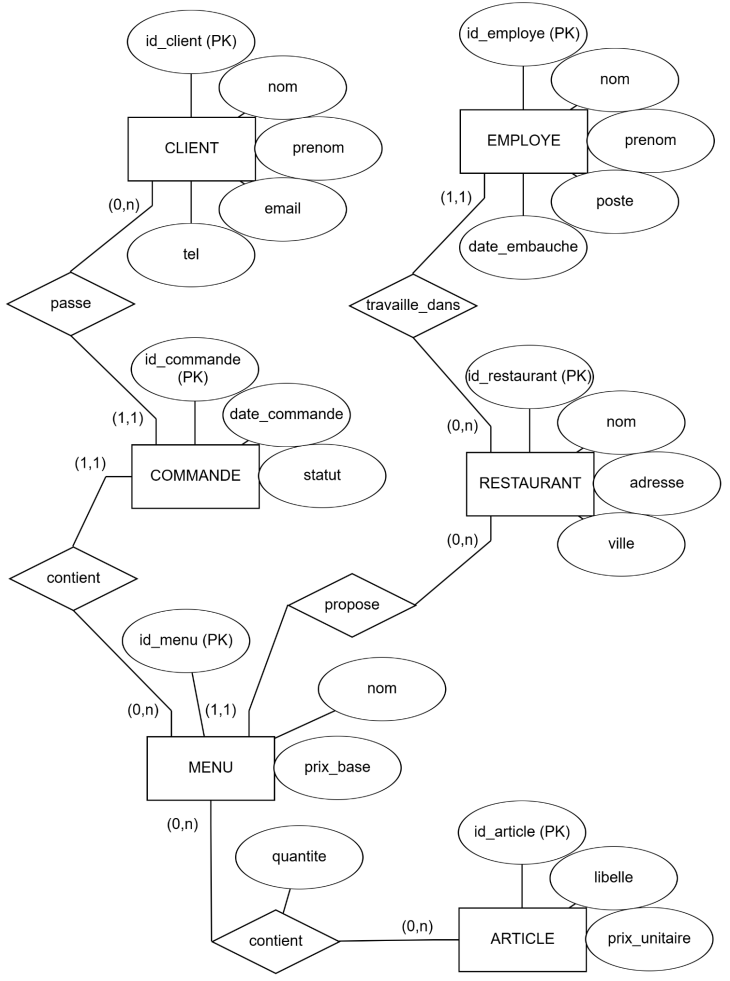 id_client (PK)
nom
CLIENT
prenom
email
(0,n)
tel
passe
id_employe (PK)
nom
EMPLOYE
prenom
poste
(1,1)
date_embauche
travaille_dans
id_commande
(PK)
date_commande
(1,1)
COMMANDE
statut
(1,1)
contient
id_restaurant (PK)
nom
(0,n)
RESTAURANT
adresse
(0,n)
ville
propose
id_menu (PK)
nom
(0,n)
(1,1)
MENU
prix_base
(0,n)
quantite
contient
(0,n)
id_article (PK)
libelle
ARTICLE
prix_unitaire